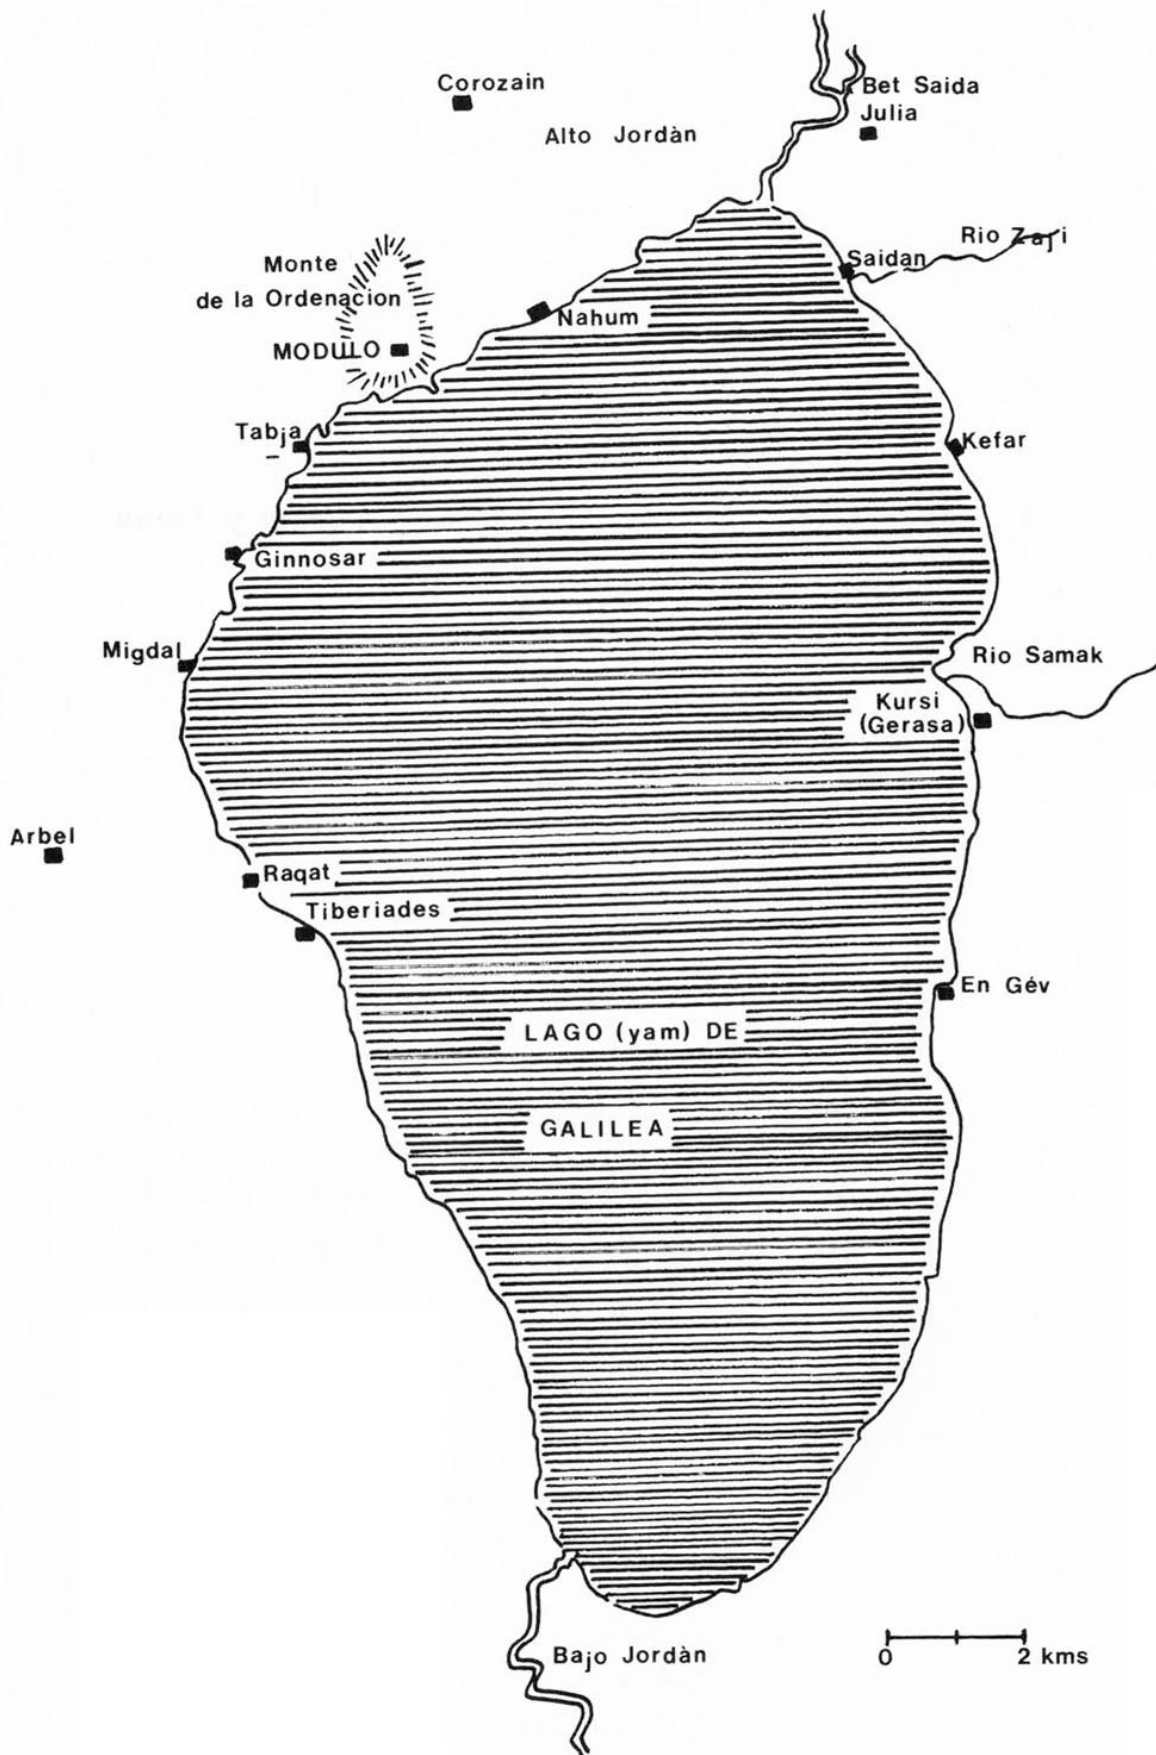 Corozain
Bet Saida
Julia
Alto Jordàn
Rio Zaji
Saidan
Monte
de la Ordenacion
Nahum
MODULO
Tabja
Kefar
Ginnosar
Migdal
Rio Samak
Kursi
(Gerasa)
Arbel
Raqat
Tiberiades
En Gév
LAGO (yam) DE
GALILEA
Bajo Jordàn
0 2 kms